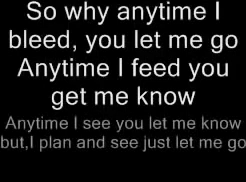 So why anytime I
bleed, you let me go
Anytime I feed you
get me know
Anytime I see you let me know
but,I plan and see just let me go